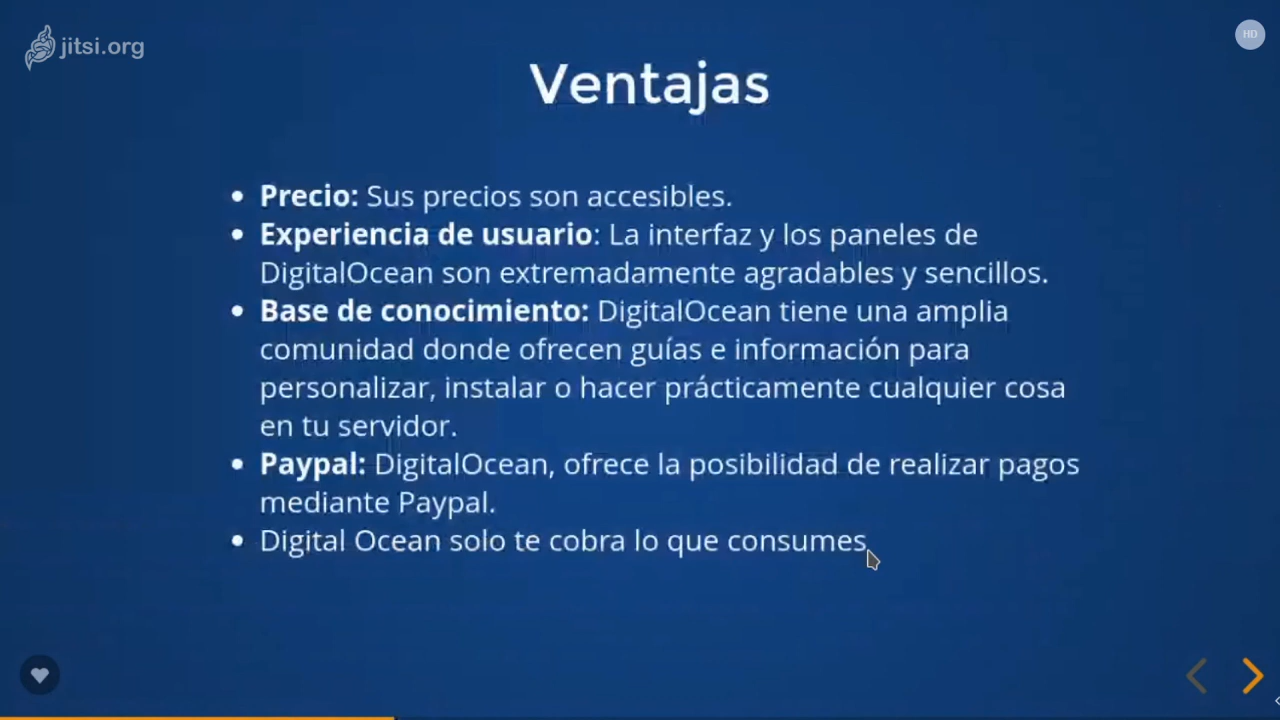 jitsi.org
HD
Ventajas
• Precio: Sus precios son accesibles.
• Experiencia de usuario: La interfaz y los paneles de
DigitalOcean son extremadamente agradables y sencillos.
• Base de conocimiento: DigitalOcean tiene una amplia
comunidad donde ofrecen guías e información para
personalizar, instalar o hacer prácticamente cualquier cosa
en tu servidor.
• Paypal: DigitalOcean, ofrece la posibilidad de realizar pagos
mediante Paypal.
• Digital Ocean solo te cobra lo que consumes